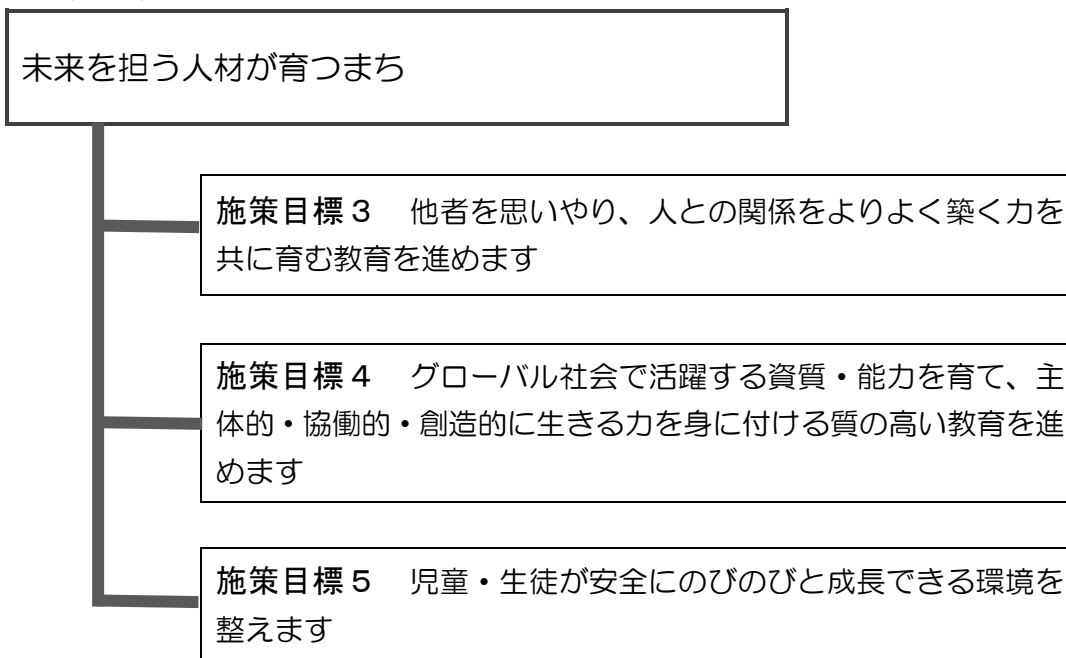 未来を担う人材が育つまち
施策目標３　他者を思いやり、人との関係をよりよく築く力を
共に育む教育を進めます
施策目標４　グローバル社会で活躍する資質・能力を育て、主
体的・協働的・創造的に生きる力を身に付ける質の高い教育を進
めます
施策目標５　児童・生徒が安全にのびのびと成長できる環境を
整えます